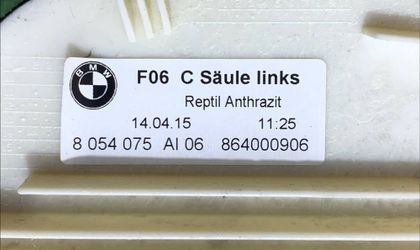 BMW
F06 C Säule links
Reptil Anthrazit
14.04.15 11:25
8 054 075 AI 06 864000906